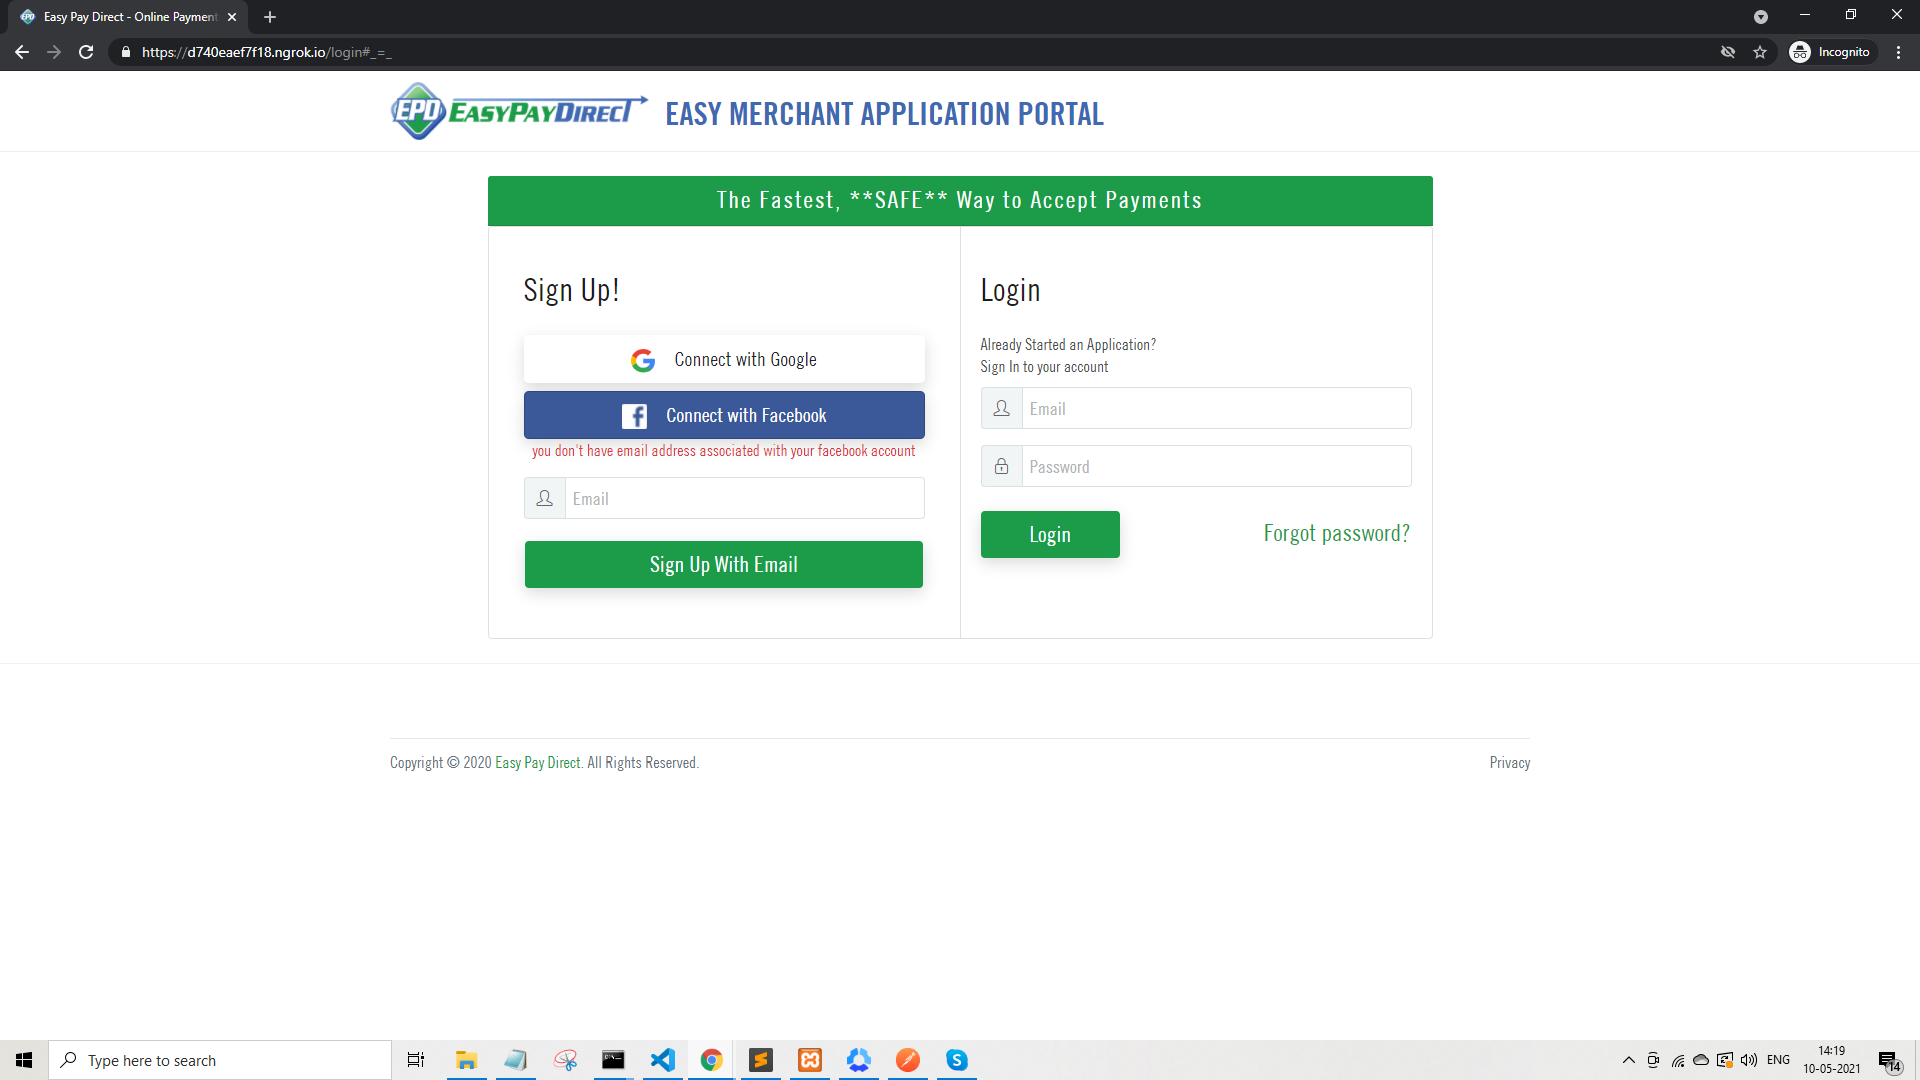 Easy Pay Direct - Online Payment
https://d740eaef7f18.ngrok.io/login#_=_
Incognito
EPD EASYPAYDIRECT
EASY MERCHANT APPLICATION PORTAL
The Fastest, **SAFE** Way to Accept Payments
Sign Up!
Connect with Google
Connect with Facebook
you don't have email address associated with your facebook account
Email
Sign Up With Email
Login
Already Started an Application?
Sign In to your account
Email
Password
Login
Forgot password?
Copyright © 2020 Easy Pay Direct. All Rights Reserved.
Privacy
Type here to search
ENG
14:19
10-05-2021
14